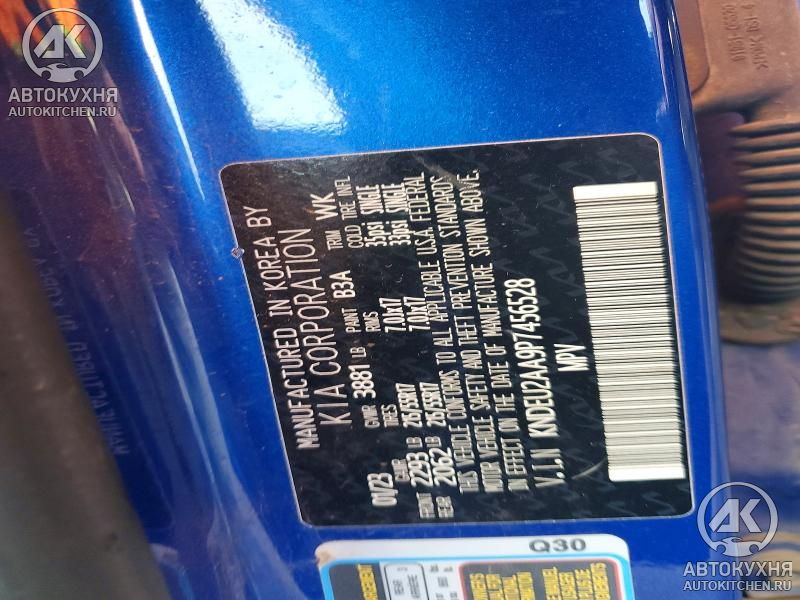 АВТОКУХНЯ
AUTOKITCHEN.RU
MANUFACTURED IN KOREA BY
KIA CORPORATION
01/23 GVWR 3881 LB PAINT B3A TRIM WK
GAWR TIRES RIMS COLD TIRE INFL
FRONT 2293 LB 215/55R17 7.0Jx17 35psi SINGLE
REAR 2062 LB 215/55R17 7.0Jx17 33psi SINGLE
THIS VEHICLE CONFORMS TO ALL APPLICABLE U.S.A. FEDERAL
MOTOR VEHICLE SAFETY AND THEFT PREVENTION STANDARDS
IN EFFECT ON THE DATE OF MANUFACTURE SHOWN ABOVE.
V.I.N KNDEU2AA9P7456528
MPV
Q30
REAR
АВТОКУХНЯ
AUTOKITCHEN.RU